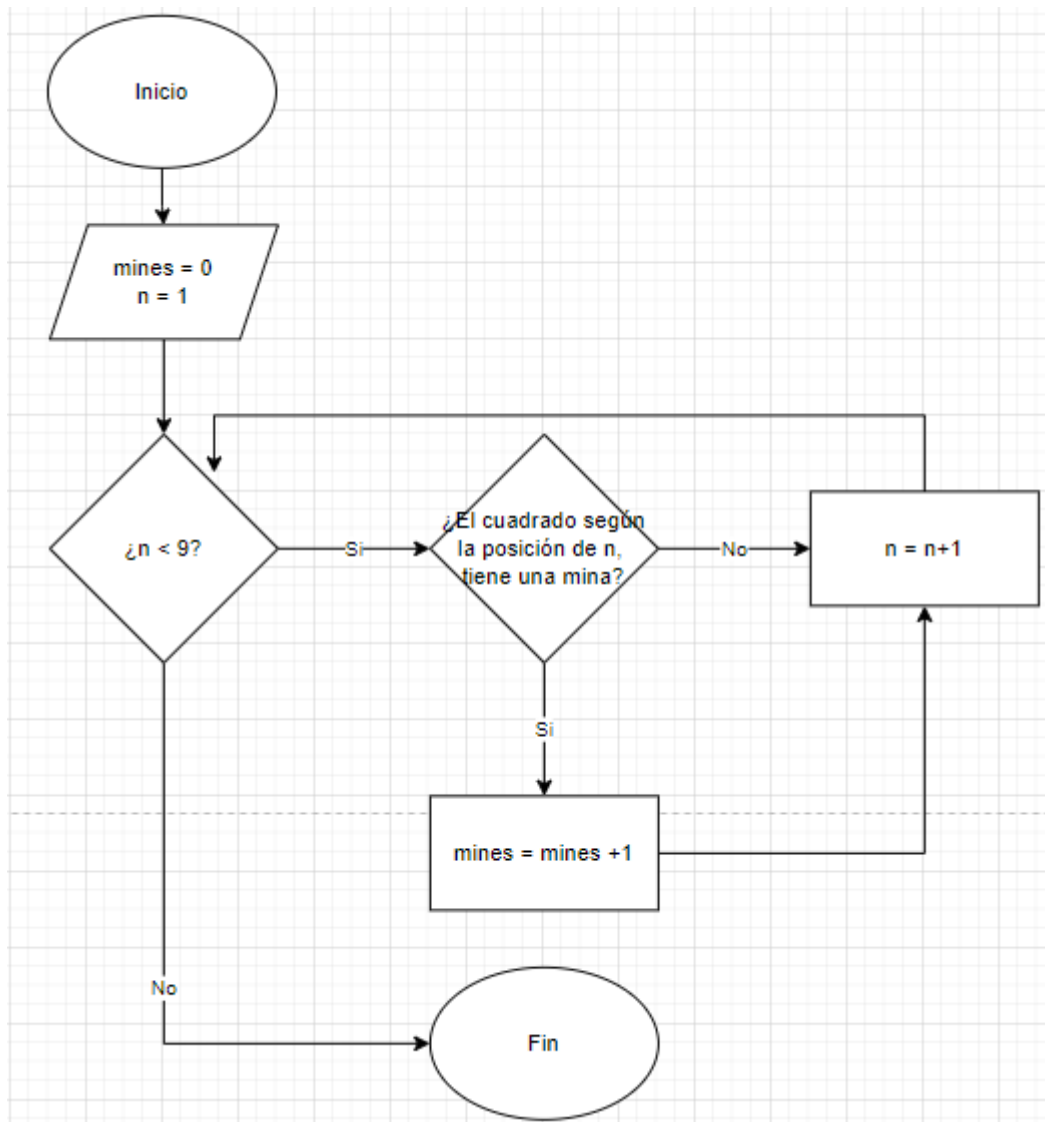 Inicio
mines = 0
n = 1
¿n < 9?
Si
¿El cuadrado según
la posición de n,
tiene una mina?
No
n = n+1
Si
mines = mines +1
No
Fin